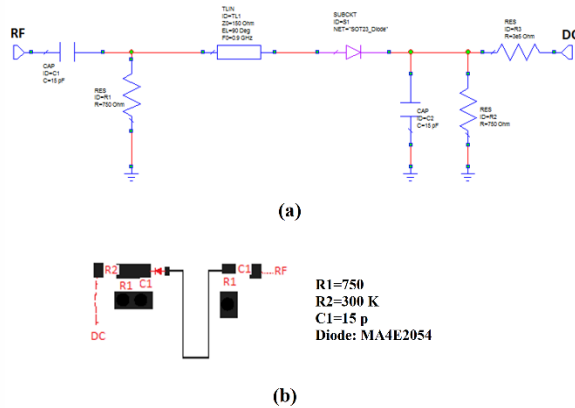 TLIN
ID=TL1
Z0=150 Ohm
EL=90 Deg
F0=0.9 GHz
SUBCKT
ID=S1
NET="SOT23_Diode"
RES
ID=R3
R=3e5 Ohm
RF
DC
CAP
ID=C1
C=15 pF
RES
ID=R1
R=750 Ohm
CAP
ID=C2
C=15 pF
RES
ID=R2
R=750 Ohm
(a)
R2
C1
RF
R1
C1
R1
DC
R1=750
R2=300 K
C1=15 p
Diode: MA4E2054
(b)